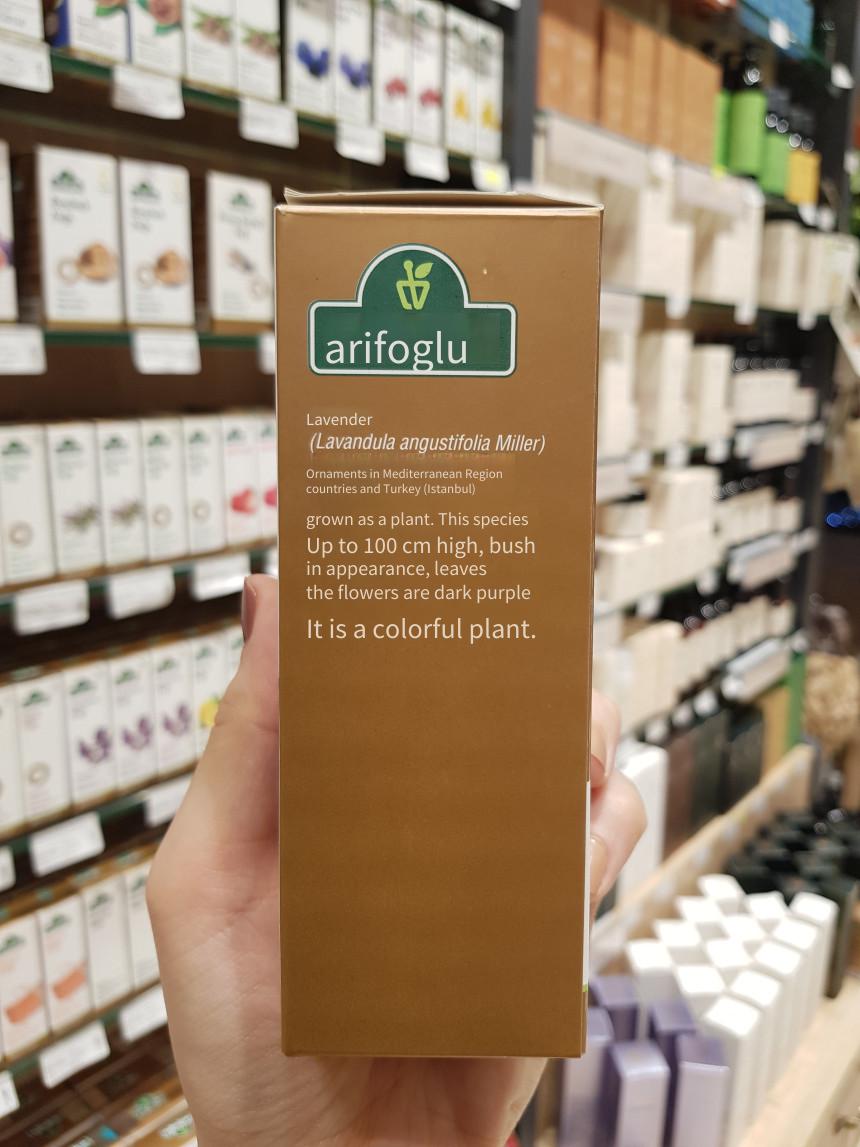 arifoglu
Lavender
(Lavandula angustifolia Miller)
Ornaments in Mediterranean Region
countries and Turkey (Istanbul)
grown as a plant. This species
Up to 100 cm high, bush
in appearance, leaves
the flowers are dark purple
It is a colorful plant.